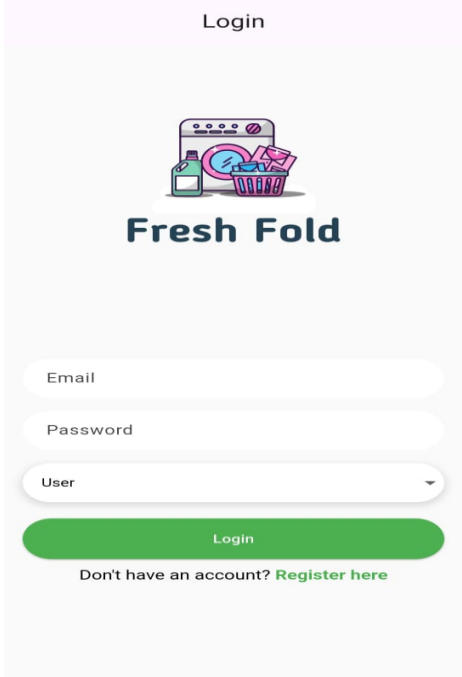 Login
Fresh Fold
Email
Password
User
Login
Don't have an account? Register here